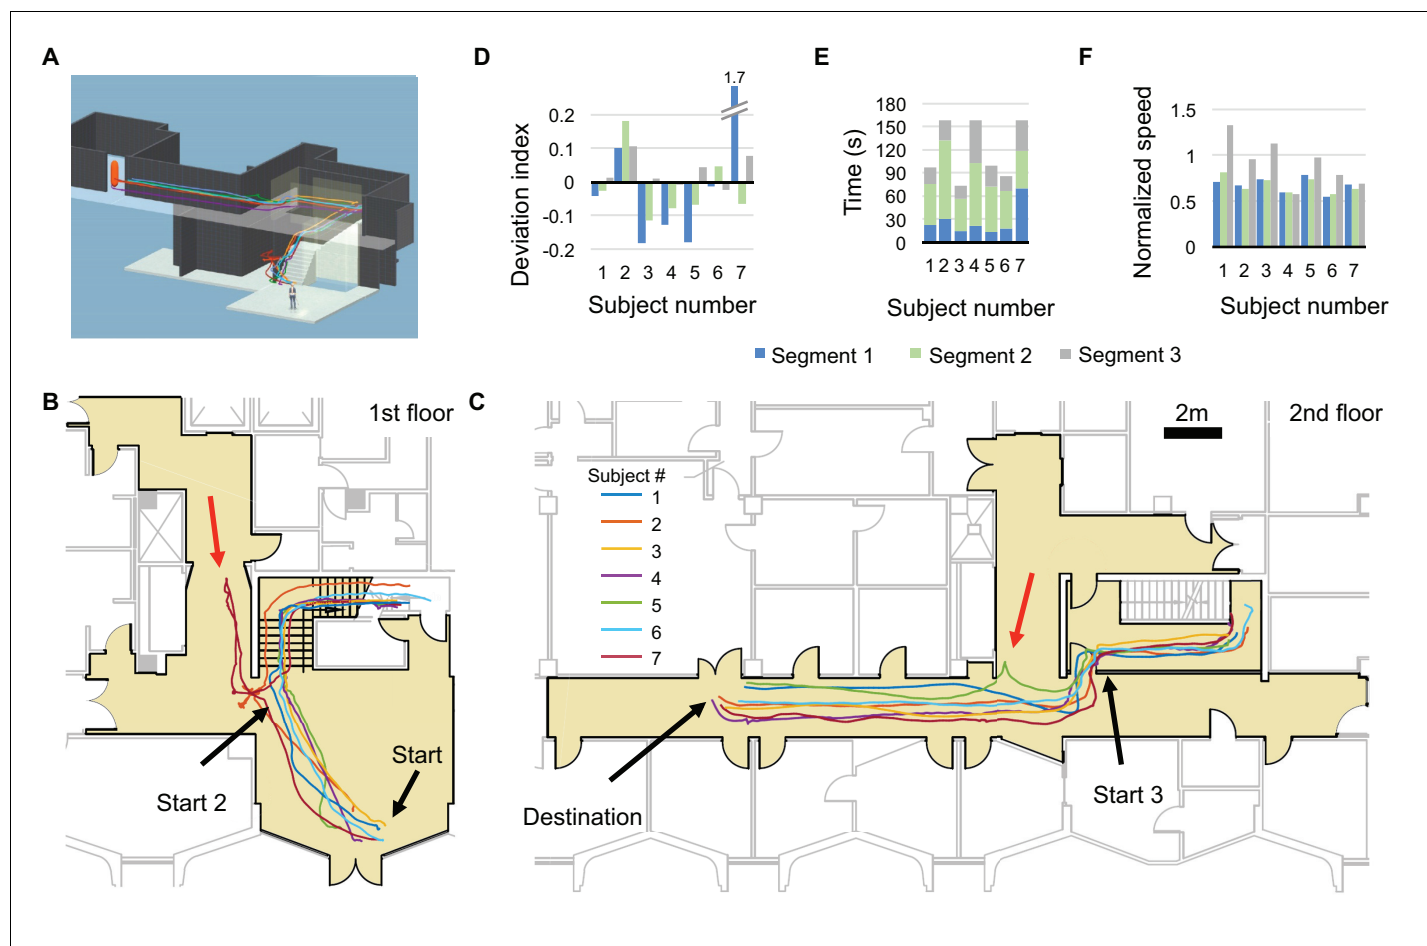 A
D
E
F
1.7
0.2
0.1
0
-0.1
-0.2
Deviation index
1 2 3 4 5 6 7
Subject number
180
150
120
90
60
30
0
Time (s)
1 2 3 4 5 6 7
Subject number
1.5
1
0.5
0
Normalized speed
1 2 3 4 5 6 7
Subject number
Segment 1 Segment 2 Segment 3
B
1st floor
Start
Start 2
C
2m
2nd floor
Subject #
1
2
3
4
5
6
7
Start 3
Destination